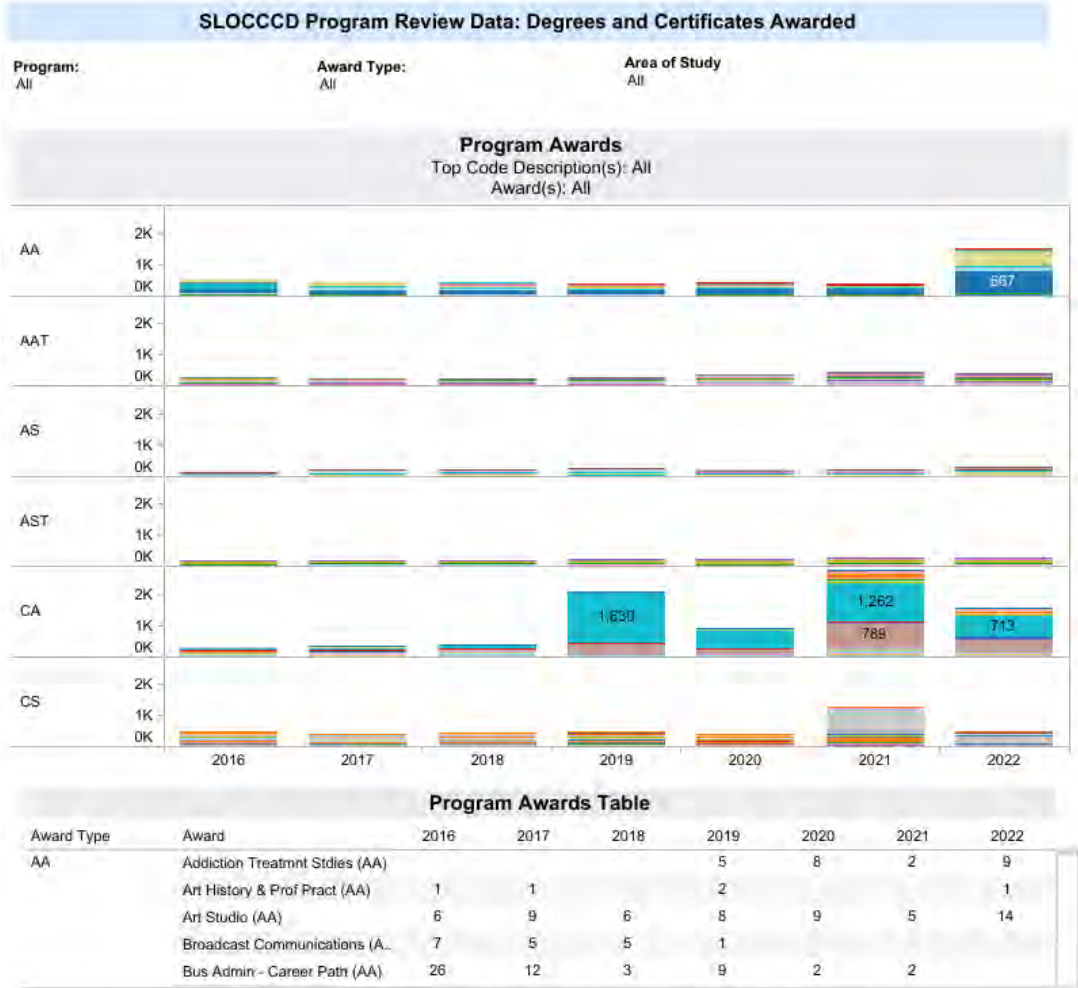 SLOCCCD Program Review Data: Degrees and Certificates Awarded
Program: Award Type: Area of Study
All All All
Program Awards
Top Code Description(s): All
Award(s): All
AA 2K
1K
0K 667
AAT 2K
1K
0K
AS 2K
1K
0K
AST 2K
1K
0K
CA 2K
1K 1,630 1,262
0K 789 713
CS 2K
1K
0K
2016 2017 2018 2019 2020 2021 2022
Program Awards Table
Award Type Award 2016 2017 2018 2019 2020 2021 2022
AA Addiction Treatmnt Stdies (AA) 5 8 2 9
Art History & Prof Pract (AA) 1 1 2 1
Art Studio (AA) 6 9 6 8 9 5 14
Broadcast Communications (A.. 7 5 5 1
Bus Admin - Career Path (AA) 26 12 3 9 2 2